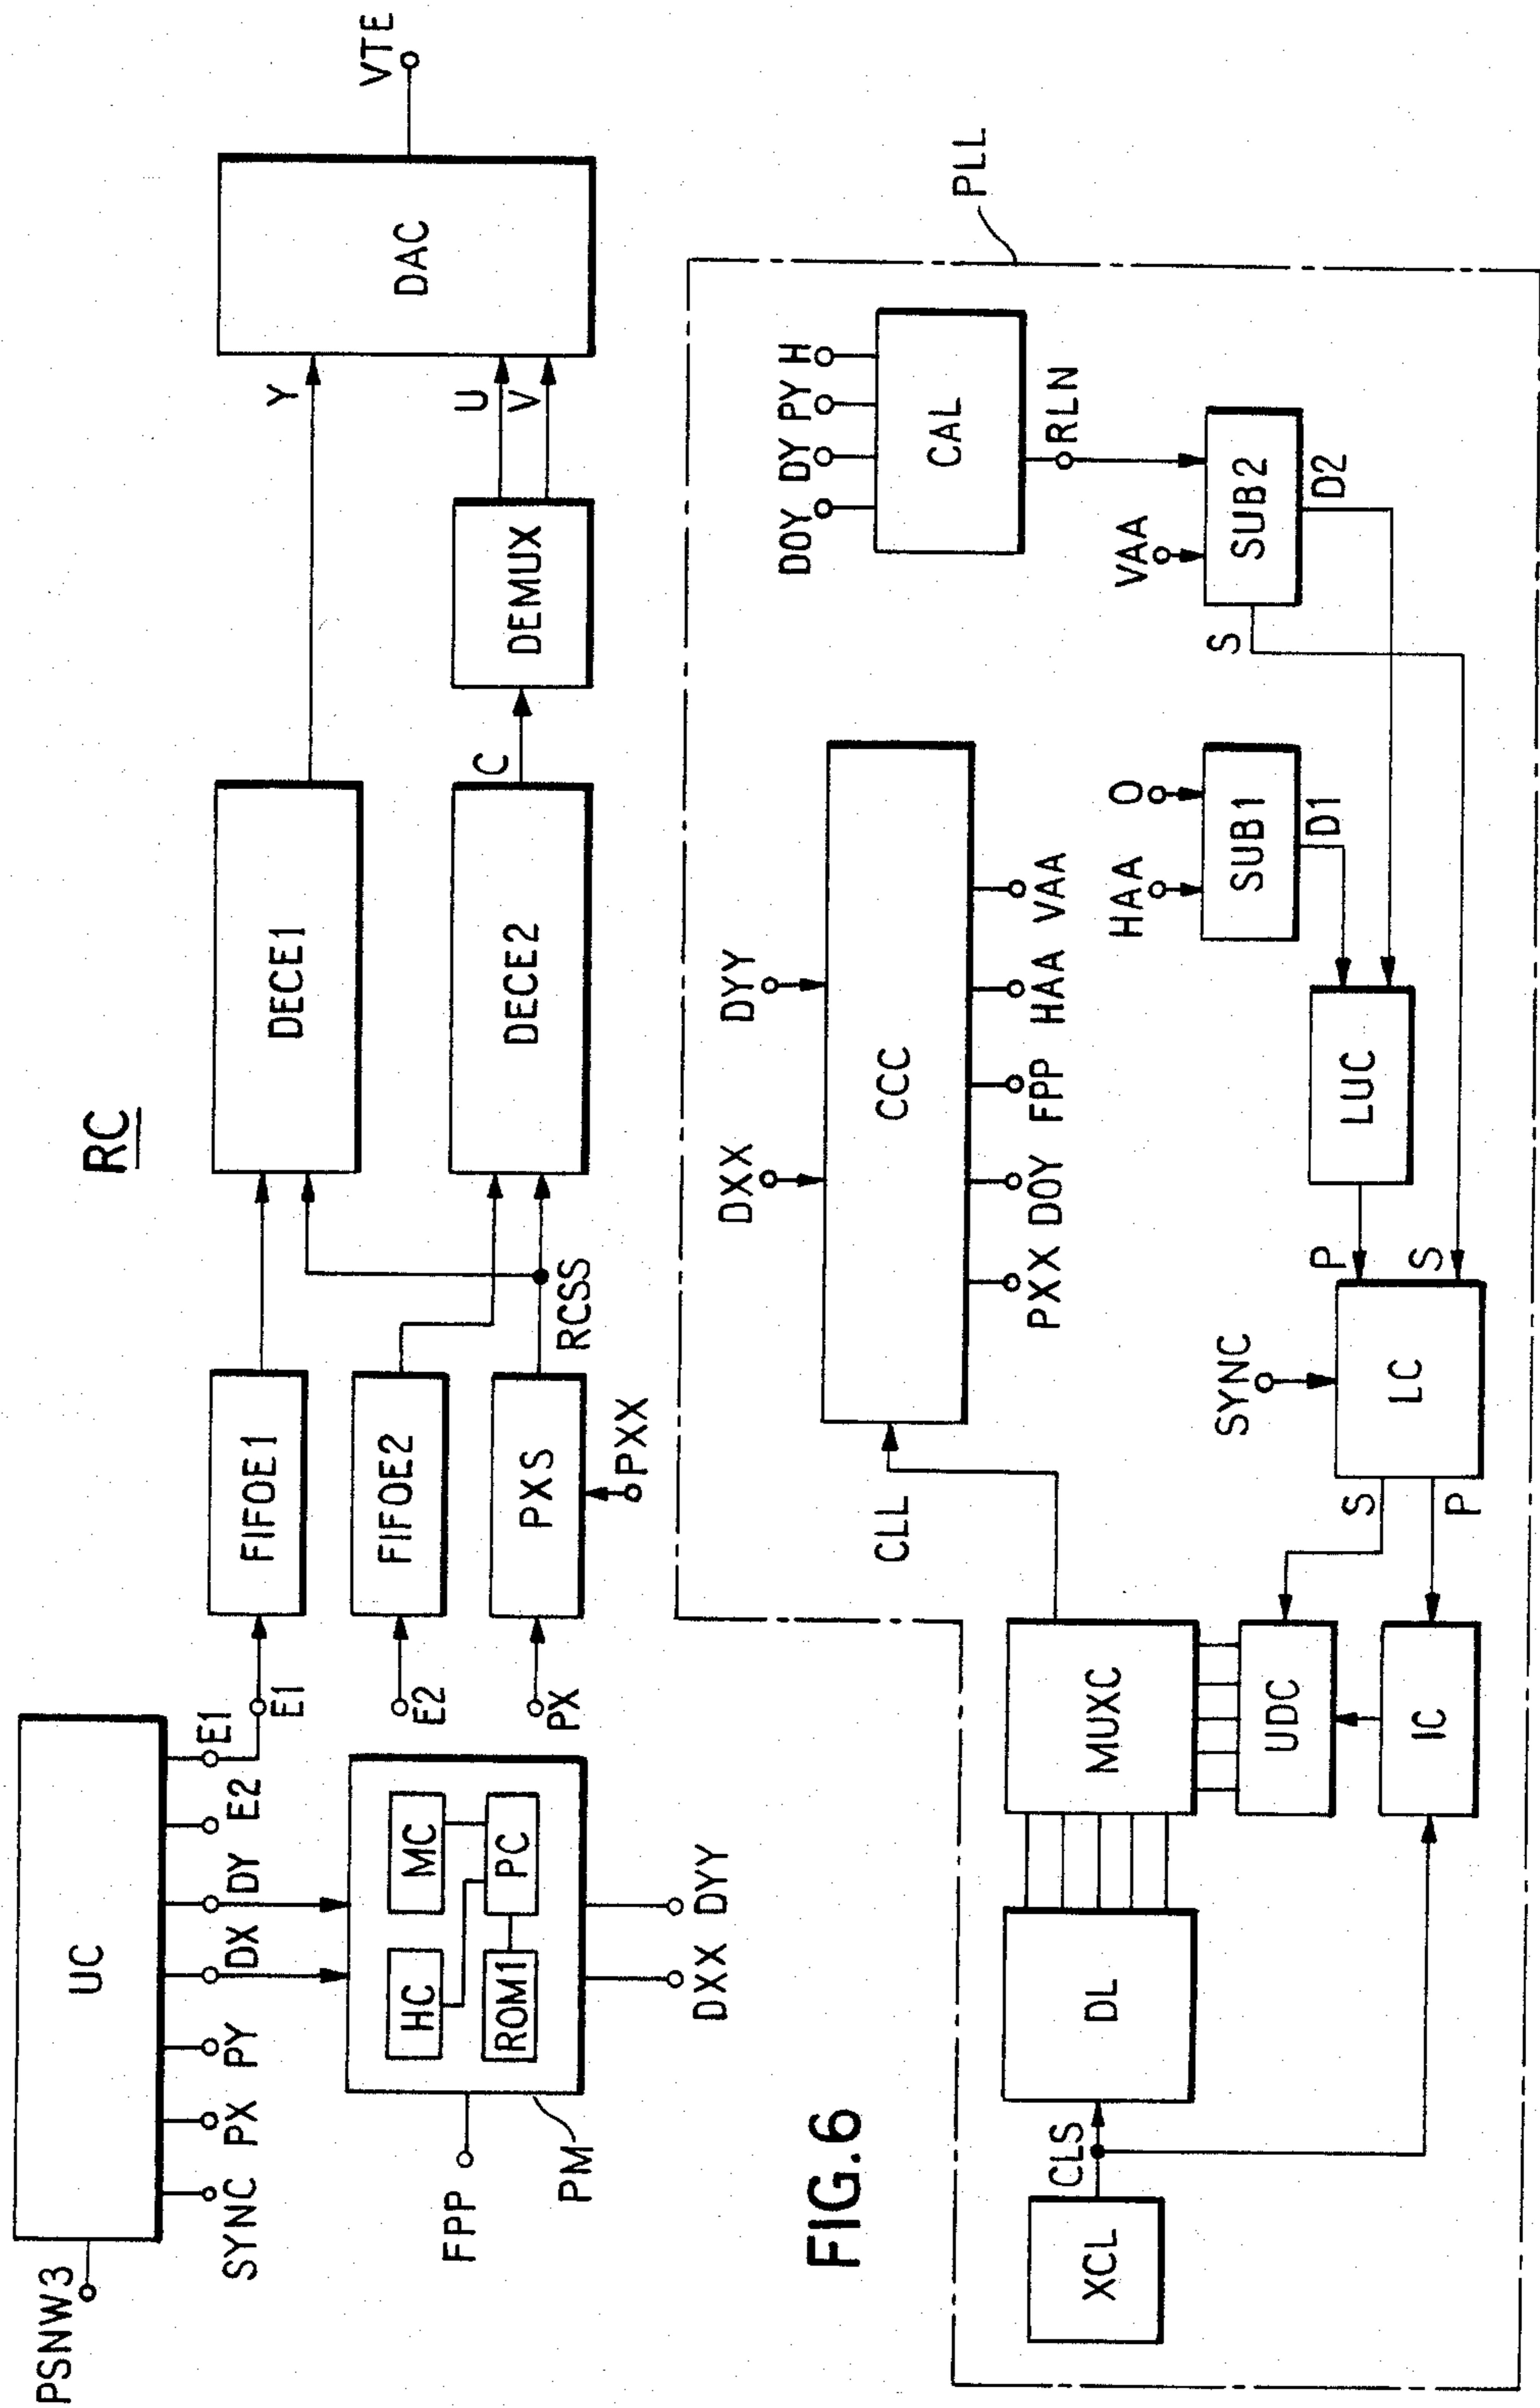 RC
PSNW3
UC
SYNC
PX
PY
DX
DY
E2
E1
E1
FIFOE1
DECE1
Y
DAC
VTE
E2
FIFOE2
DECE2
C
DEMUX
U
V
PX
PXS
PXX
RCSS
FPP
PM
HC
MC
ROM1
PC
DXX
DYY
FIG.6
PLL
XCL
CLS
DL
MUXC
CLL
UDC
IC
DXX
DYY
CCC
PXX
DOY
FPP
HAA
VAA
DOY
DY
PY
H
CAL
RLN
SYNC
LC
S
P
P
S
LUC
HAA
O
SUB1
D1
VAA
SUB2
S
D2